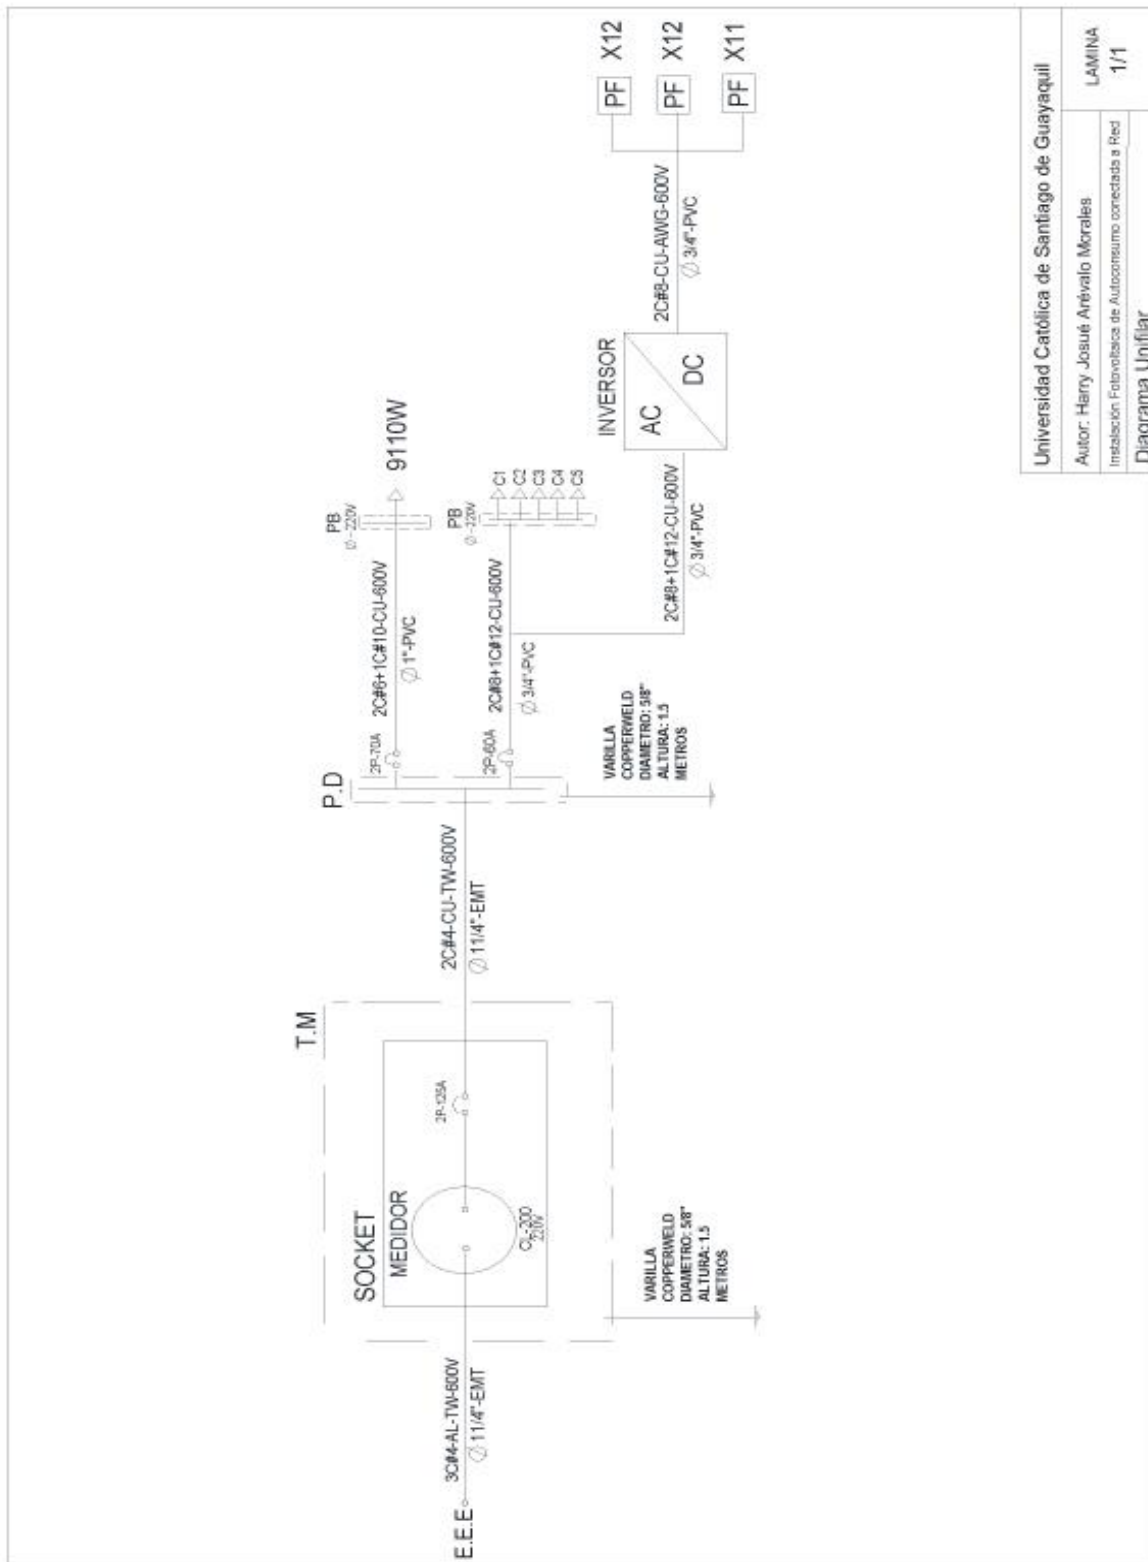 E.E.E
3C#4-AL-TW-600V
∅ 11/4"-EMT
T.M
SOCKET
MEDIDOR
CL-200
220V
2P-125A
VARILLA
COPPERWELD
DIAMETRO: 5/8"
ALTURA: 1.5
METROS
2C#4-CU-TW-600V
∅ 11/4"-EMT
P.D
2P-70A
2C#6+1C#10-CU-600V
∅ 1"-PVC
PB
∅-220V
9110W
2P-60A
2C#8+1C#12-CU-600V
∅ 3/4"-PVC
PB
∅-220V
C1
C2
C3
C4
C5
VARILLA
COPPERWELD
DIAMETRO: 5/8"
ALTURA: 1.5
METROS
2C#8+1C#12-CU-600V
∅ 3/4"-PVC
INVERSOR
AC
DC
2C#8-CU-AWG-600V
∅ 3/4"-PVC
PF X12
PF X12
PF X11
Universidad Católica de Santiago de Guayaquil
Autor: Harry Josué Arévalo Morales
LAMINA
1/1
Instalación Fotovoltaica de Autoconsumo conectada a Red
Diagrama Unifilar